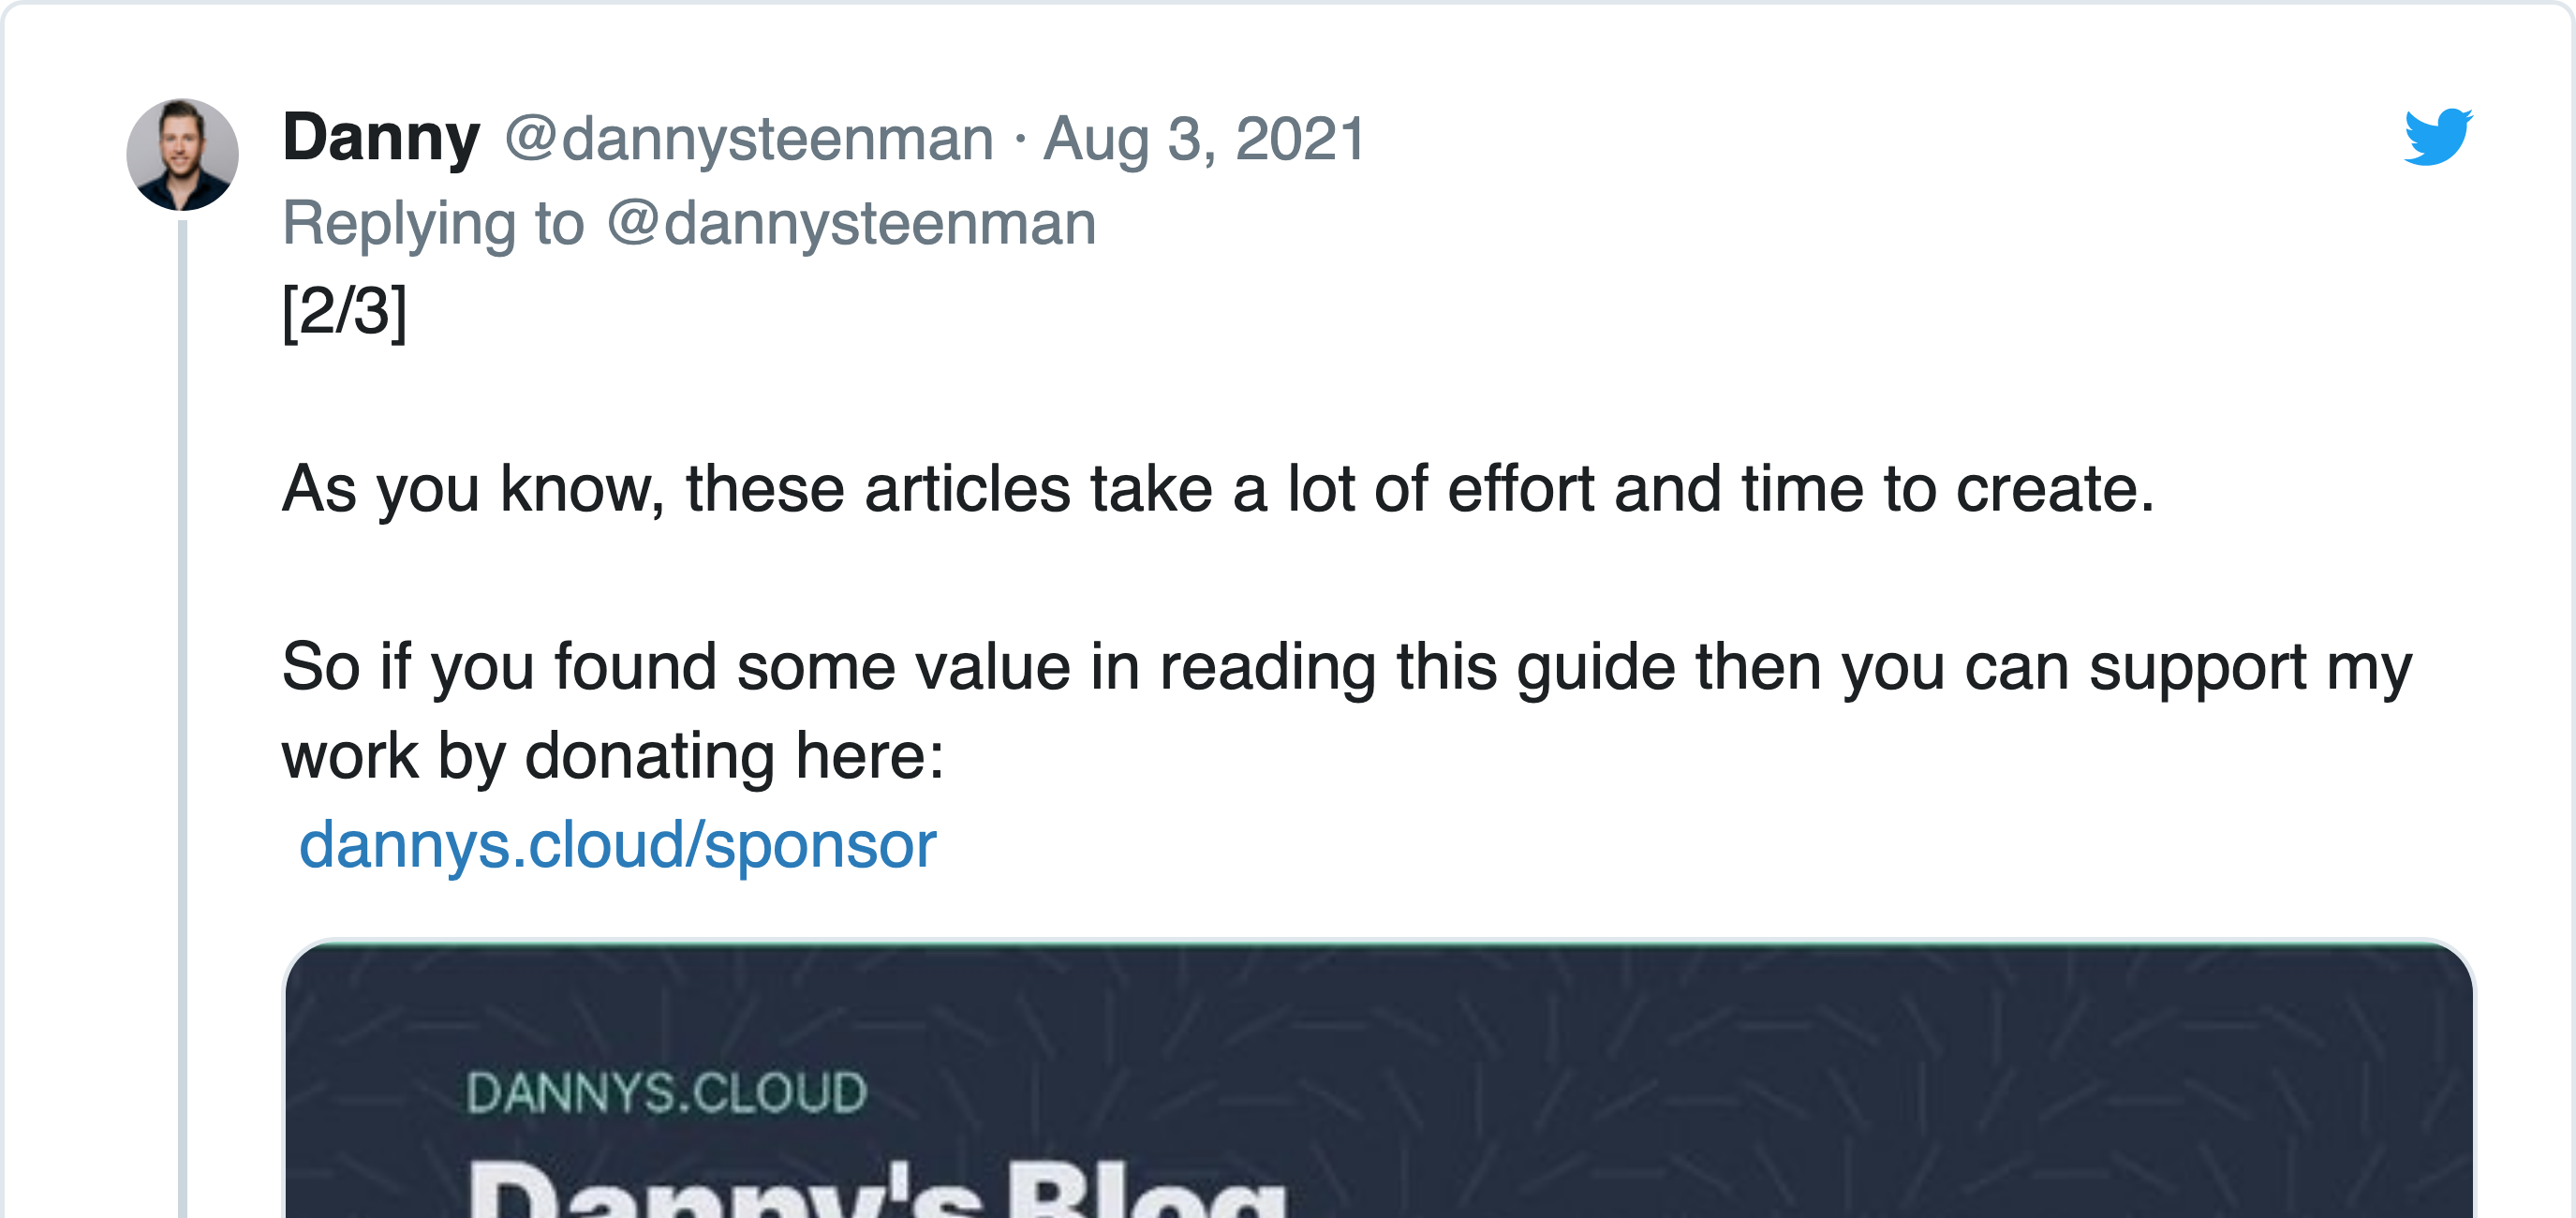 Danny @dannysteenman · Aug 3, 2021
Replying to @dannysteenman
[2/3]
As you know, these articles take a lot of effort and time to create.
So if you found some value in reading this guide then you can support my
work by donating here:
dannys.cloud/sponsor
DANNYS.CLOUD
Danny's Blog